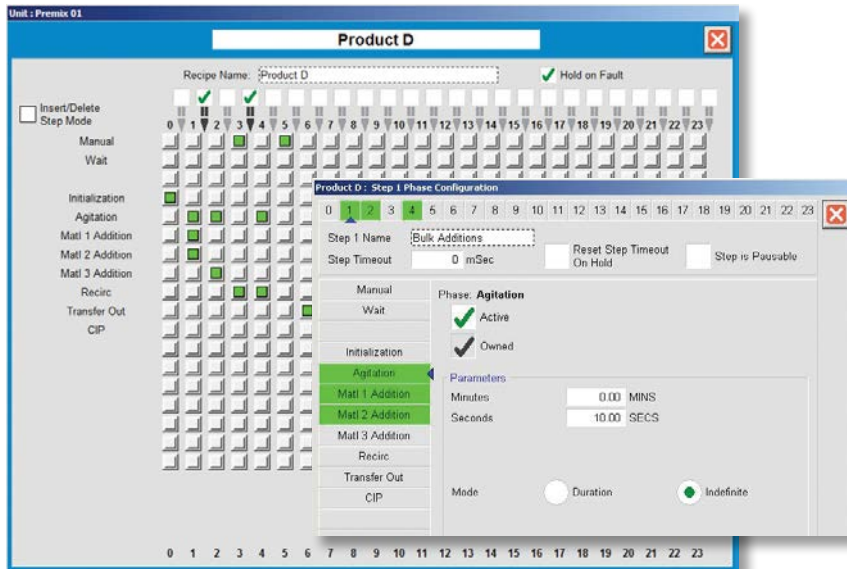 Unit : Premix 01
Product D
Recipe Name: Product D
Hold on Fault
Insert/Delete
Step Mode
0 1 2 3 4 5 6 7 8 9 10 11 12 13 14 15 16 17 18 19 20 21 22 23
Manual
Wait
Initialization
Agitation
Matl 1 Addition
Matl 2 Addition
Matl 3 Addition
Recirc
Transfer Out
CIP
0 1 2 3 4 5 6 7 8 9 10 11 12 13 14 15 16 17 18 19 20 21 22 23
Product D : Step 1 Phase Configuration
0 1 2 3 4 5 6 7 8 9 10 11 12 13 14 15 16 17 18 19 20 21 22 23
Step 1 Name Bulk Additions
Step Timeout 0 mSec
Reset Step Timeout
On Hold
Step is Pausable
Manual
Wait
Initialization
Agitation
Matl 1 Addition
Matl 2 Addition
Matl 3 Addition
Recirc
Transfer Out
CIP
Phase: Agitation
Active
Owned
Parameters
Minutes 0.00 MINS
Seconds 10.00 SECS
Mode Duration Indefinite